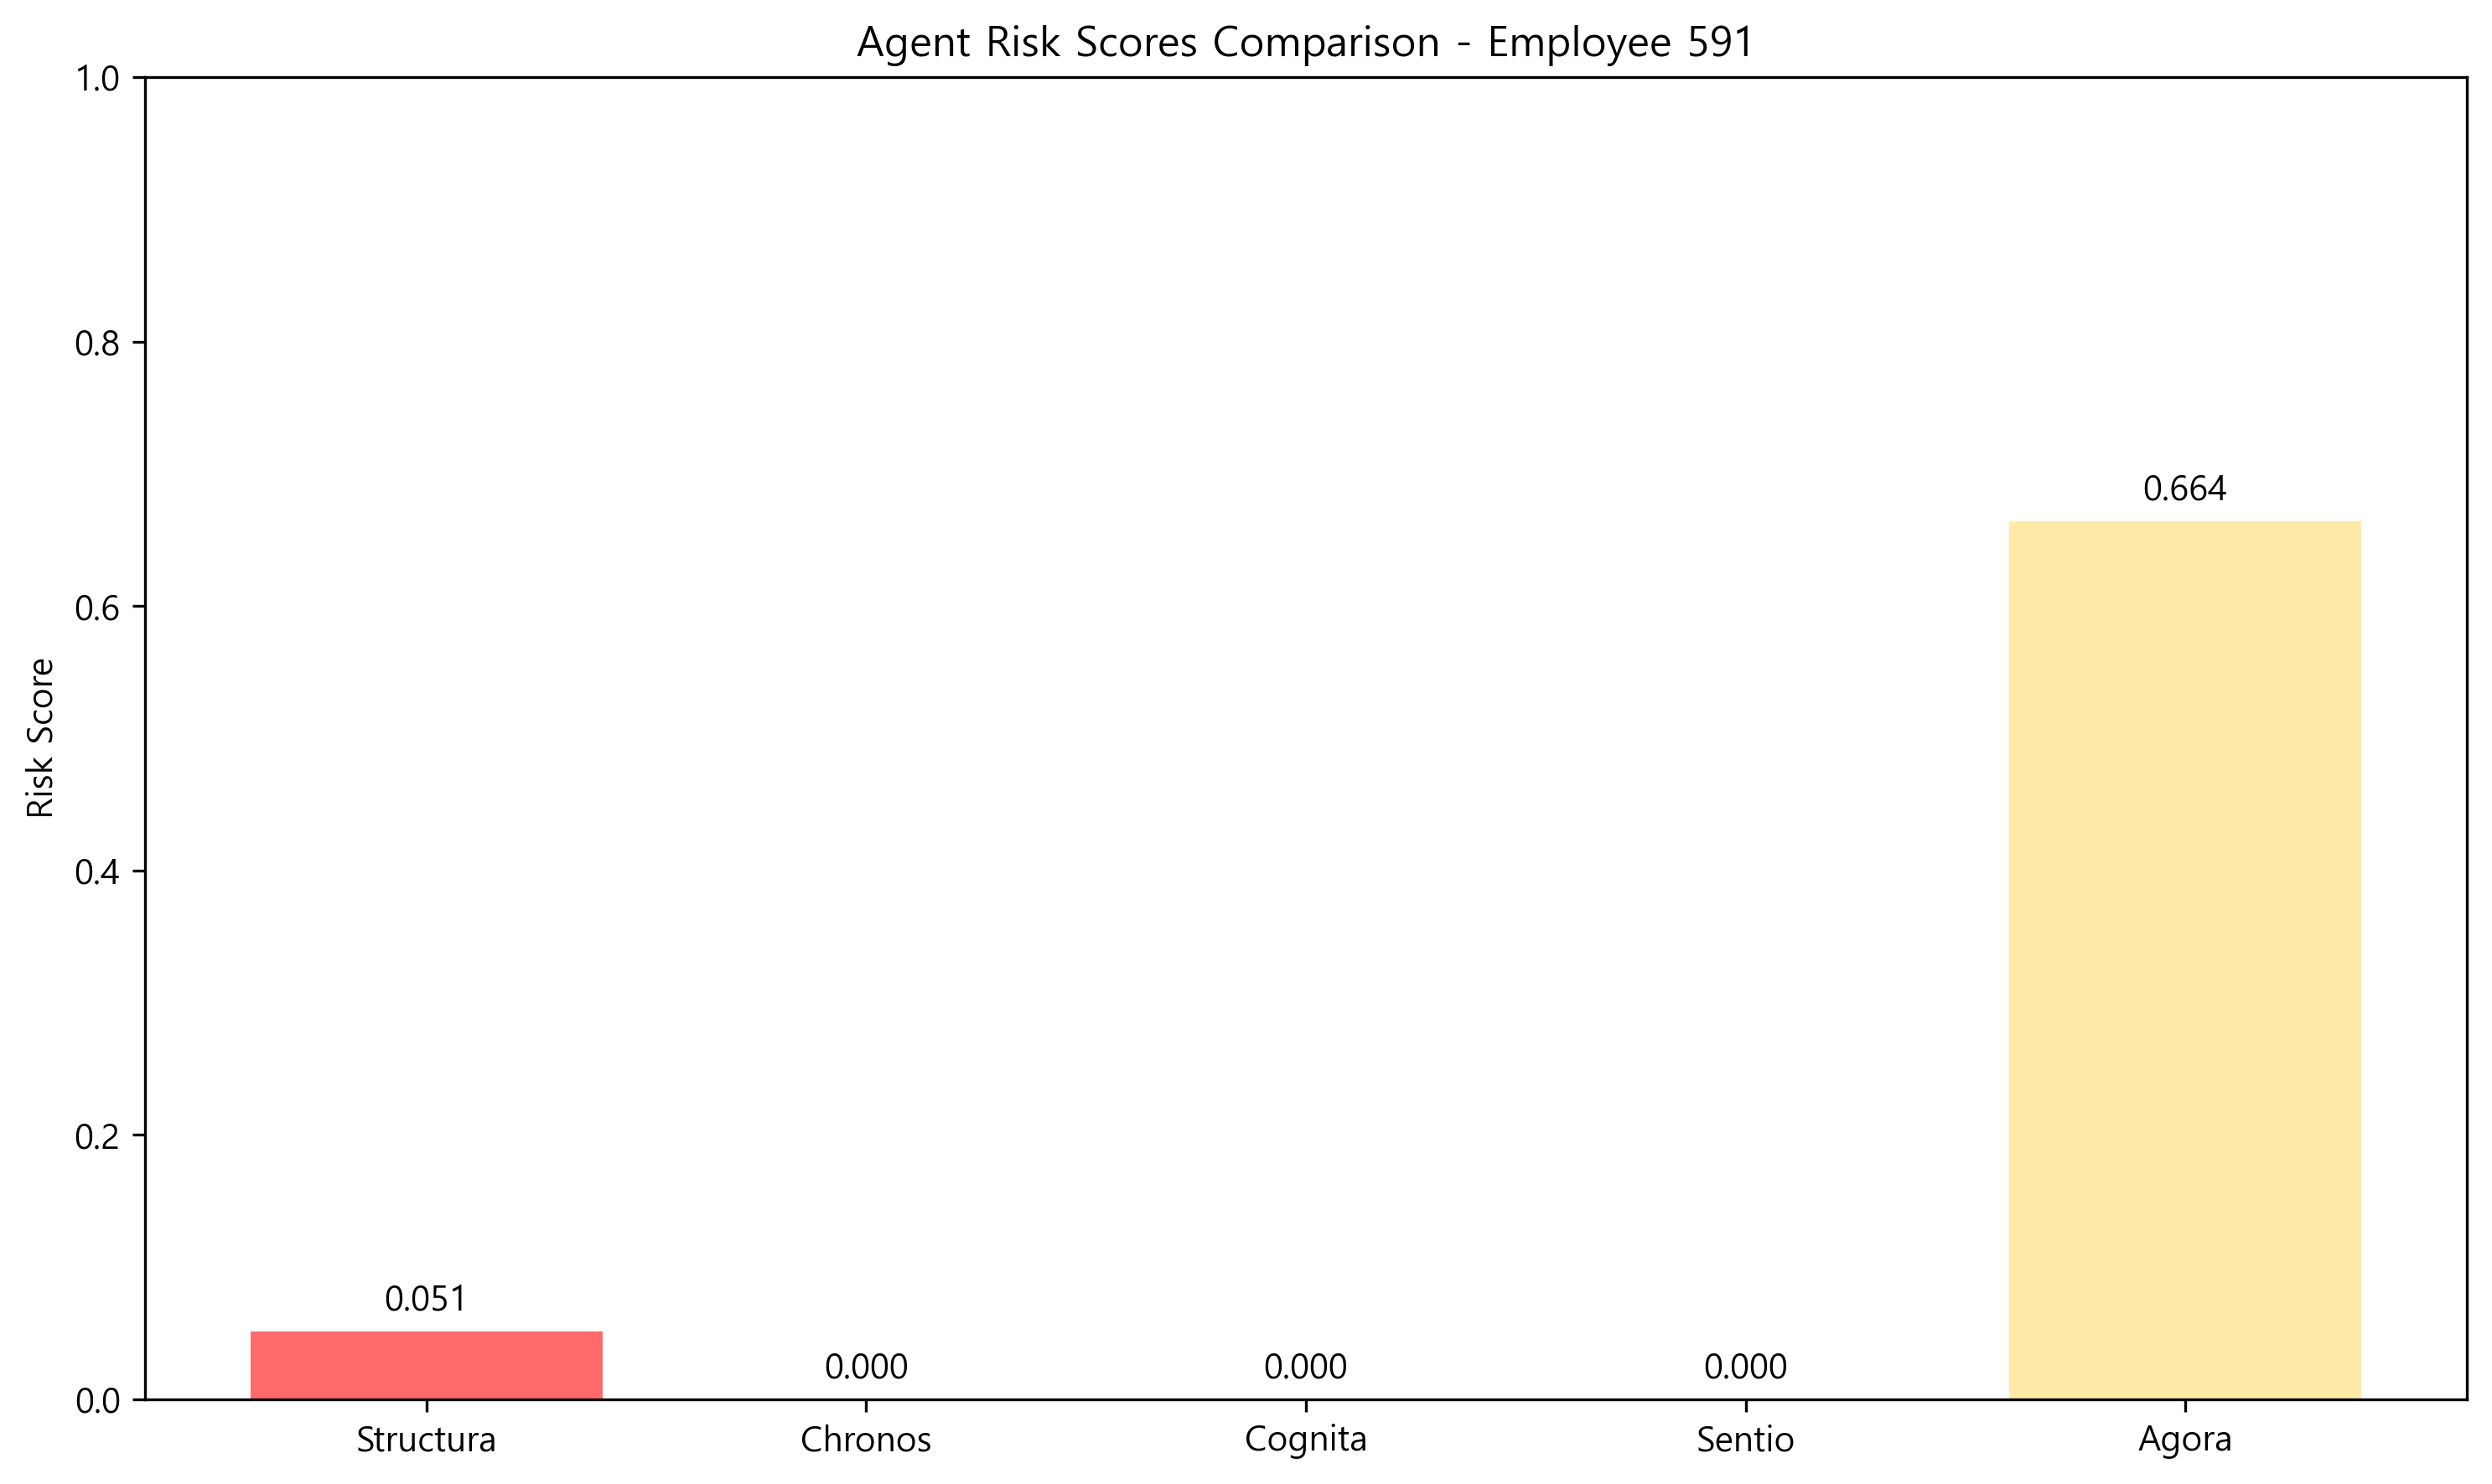 Agent Risk Scores Comparison - Employee 591
1.0
0.8
0.6
0.4
0.2
0.0
Risk Score
0.051
0.000
0.000
0.000
0.664
Structura
Chronos
Cognita
Sentio
Agora